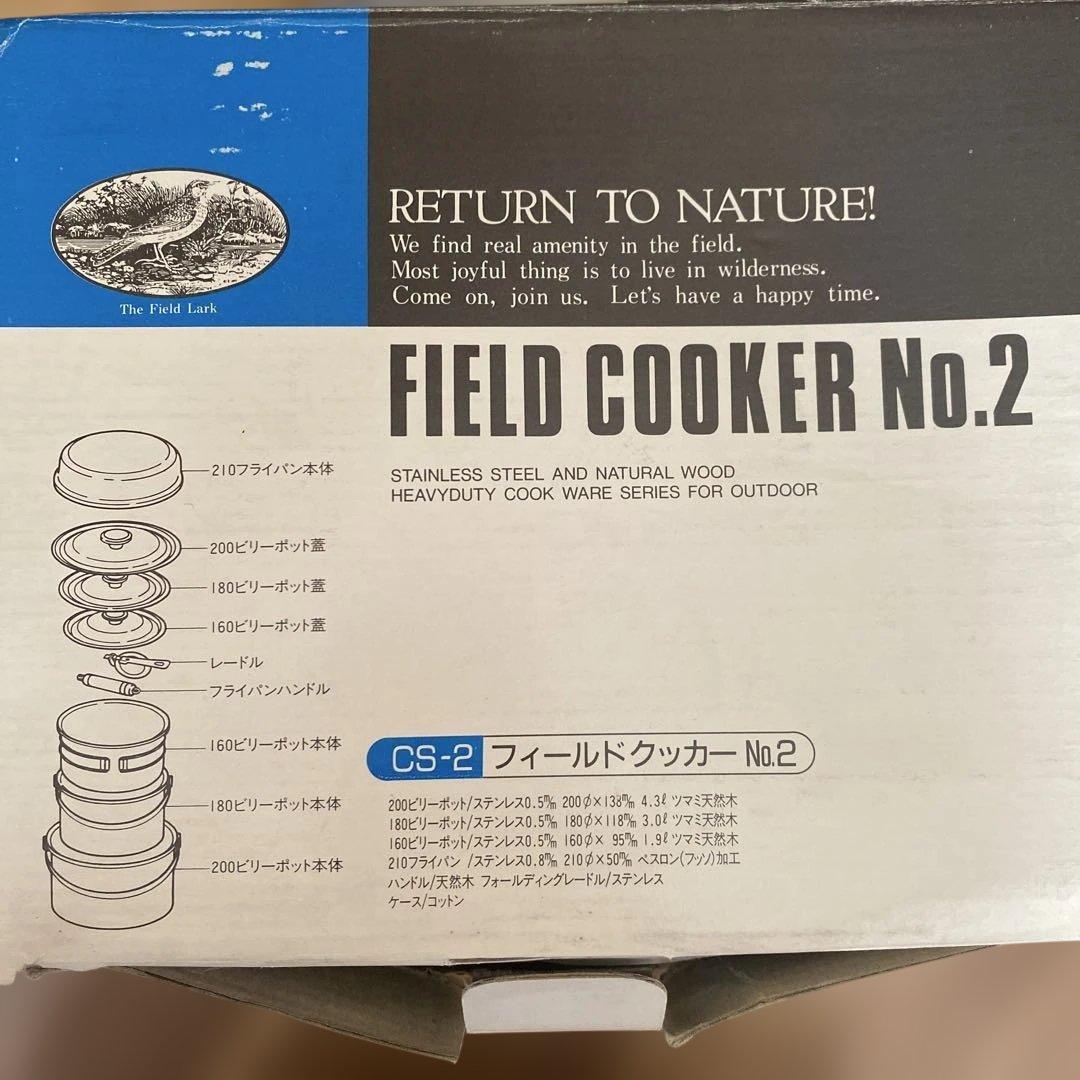 The Field Lark
RETURN TO NATURE!
We find real amenity in the field.
Most joyful thing is to live in wilderness.
Come on, join us. Let's have a happy time.
FIELD COOKER No.2
STAINLESS STEEL AND NATURAL WOOD
HEAVYDUTY COOK WARE SERIES FOR OUTDOOR
210フライパン本体
200ビリーポット蓋
180ビリーポット蓋
160ビリーポット蓋
レードル
フライパンハンドル
160ビリーポット本体
180ビリーポット本体
200ビリーポット本体
CS-2 フィールドクッカー No.2
200ビリーポット/ステンレス0.5㎜ 200φ×138㎜ 4.3ℓ ツマミ天然木
180ビリーポット/ステンレス0.5㎜ 180φ×118㎜ 3.0ℓ ツマミ天然木
160ビリーポット/ステンレス0.5㎜ 160φ× 95㎜ 1.9ℓ ツマミ天然木
210フライパン /ステンレス0.8㎜ 210φ×50㎜ ペスロン(フッソ)加工
ハンドル/天然木 フォールディングレードル/ステンレス
ケース/コットン